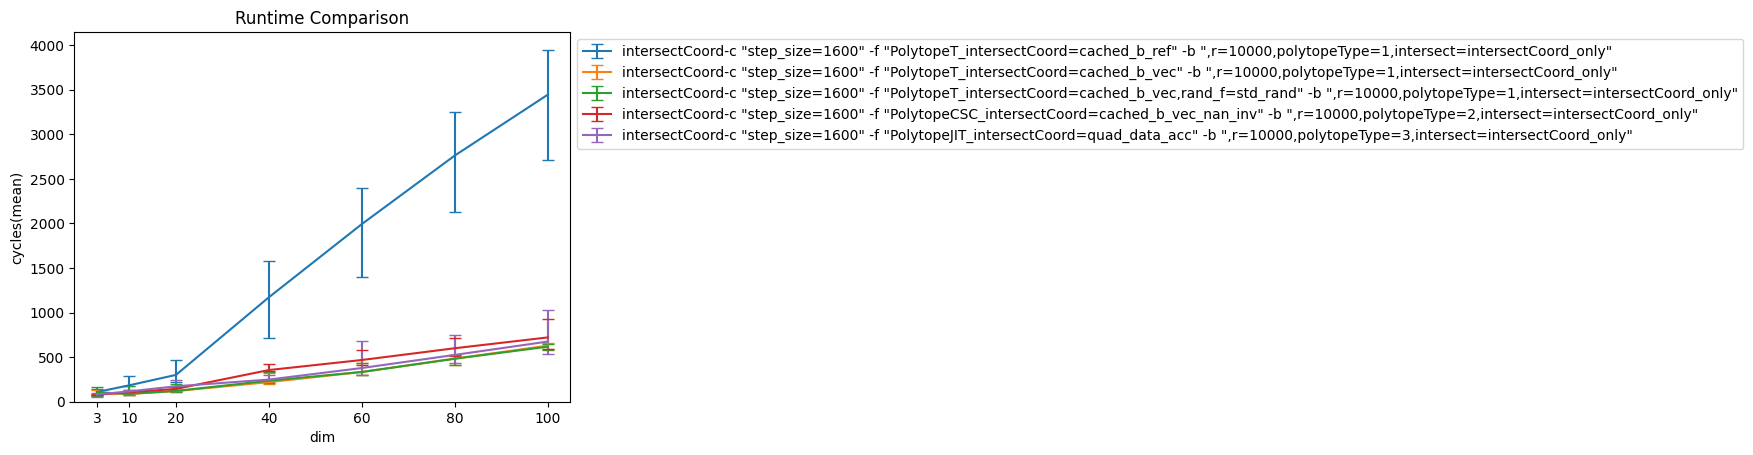 Runtime Comparison
cycles(mean)
4000
3500
3000
2500
2000
1500
1000
500
0
3 10 20 40 60 80 100
dim
intersectCoord-c "step_size=1600" -f "PolytopeT_intersectCoord=cached_b_ref" -b ",r=10000,polytopeType=1,intersect=intersectCoord_only"
intersectCoord-c "step_size=1600" -f "PolytopeT_intersectCoord=cached_b_vec" -b ",r=10000,polytopeType=1,intersect=intersectCoord_only"
intersectCoord-c "step_size=1600" -f "PolytopeT_intersectCoord=cached_b_vec,rand_f=std_rand" -b ",r=10000,polytopeType=1,intersect=intersectCoord_only"
intersectCoord-c "step_size=1600" -f "PolytopeCSC_intersectCoord=cached_b_vec_nan_inv" -b ",r=10000,polytopeType=2,intersect=intersectCoord_only"
intersectCoord-c "step_size=1600" -f "PolytopeJIT_intersectCoord=quad_data_acc" -b ",r=10000,polytopeType=3,intersect=intersectCoord_only"